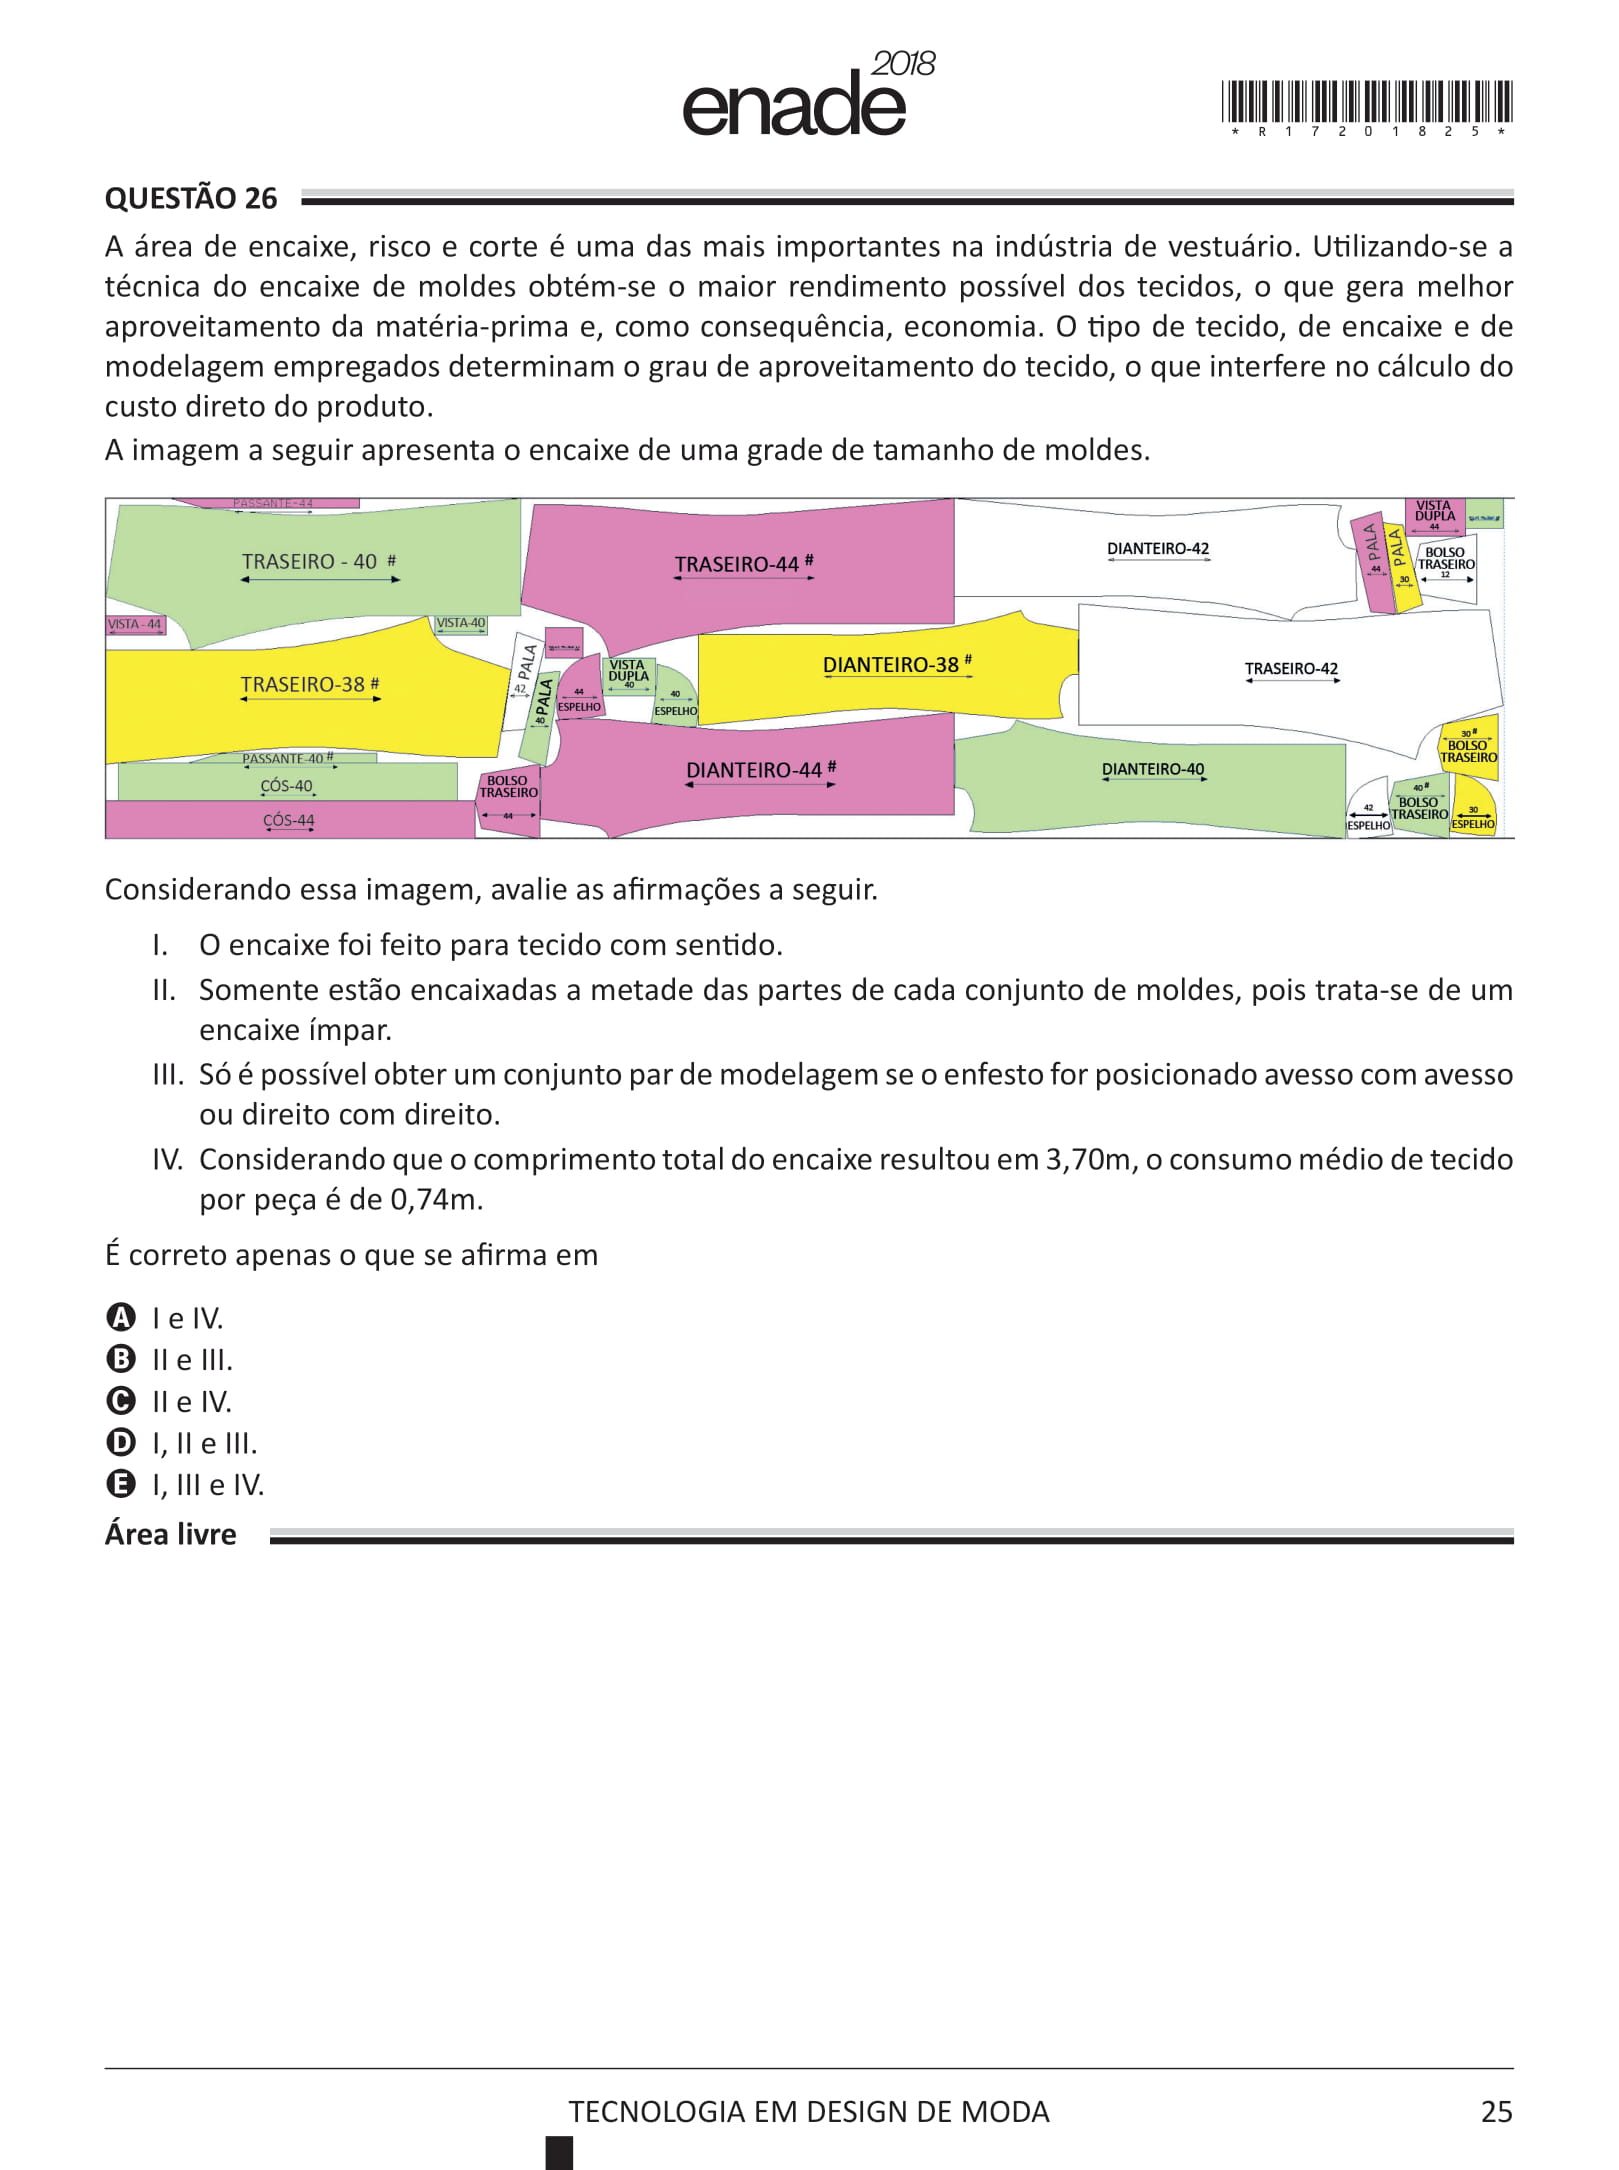 enade 2018
*R1720182 5*
QUESTÃO 26
A área de encaixe, risco e corte é uma das mais importantes na indústria de vestuário. Utilizando-se a
técnica do encaixe de moldes obtém-se o maior rendimento possível dos tecidos, o que gera melhor
aproveitamento da matéria-prima e, como consequência, economia. O tipo de tecido, de encaixe e de
modelagem empregados determinam o grau de aproveitamento do tecido, o que interfere no cálculo do
custo direto do produto.
A imagem a seguir apresenta o encaixe de uma grade de tamanho de moldes.
PASSANTE-44
TRASEIRO - 40 #
TRASEIRO-44 #
DIANTEIRO-42
PALA
44
PALA
30
VISTA
DUPLA
44
BOLSO
TRASEIRO
12
VISTA - 44
VISTA-40
TRASEIRO-38 #
PALA
42
PALA
40
44
ESPELHO
VISTA
DUPLA
40
40
ESPELHO
DIANTEIRO-38 #
TRASEIRO-42
PASSANTE-40 #
CÓS-40
CÓS-44
BOLSO
TRASEIRO
44
DIANTEIRO-44 #
DIANTEIRO-40
30 #
BOLSO
TRASEIRO
42
ESPELHO
40 #
BOLSO
TRASEIRO
30
ESPELHO
Considerando essa imagem, avalie as afirmações a seguir.
I. O encaixe foi feito para tecido com sentido.
II. Somente estão encaixadas a metade das partes de cada conjunto de moldes, pois trata-se de um
encaixe ímpar.
III. Só é possível obter um conjunto par de modelagem se o enfesto for posicionado avesso com avesso
ou direito com direito.
IV. Considerando que o comprimento total do encaixe resultou em 3,70m, o consumo médio de tecido
por peça é de 0,74m.
É correto apenas o que se afirma em
A I e IV.
B II e III.
C II e IV.
D I, II e III.
E I, III e IV.
Área livre
TECNOLOGIA EM DESIGN DE MODA
25